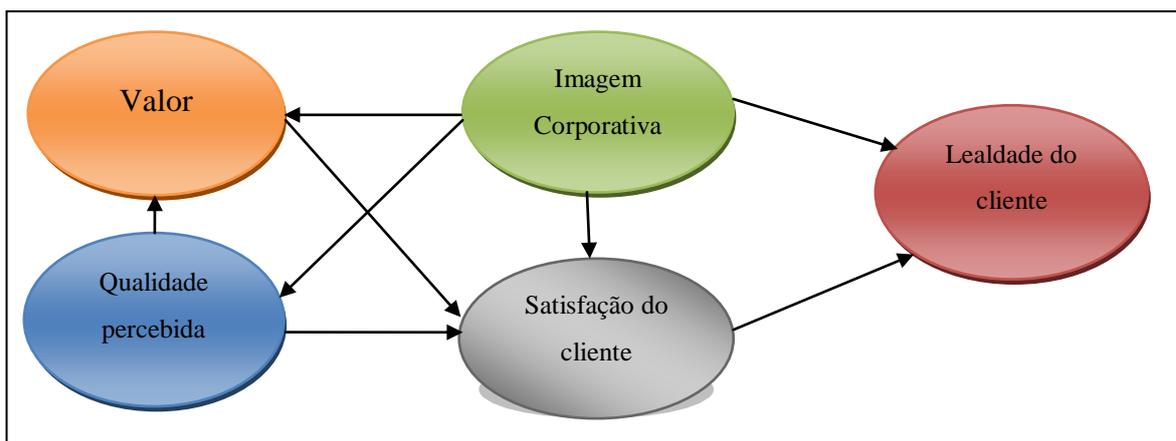 Valor
Imagem
Corporativa
Lealdade do
cliente
Qualidade
percebida
Satisfação do
cliente